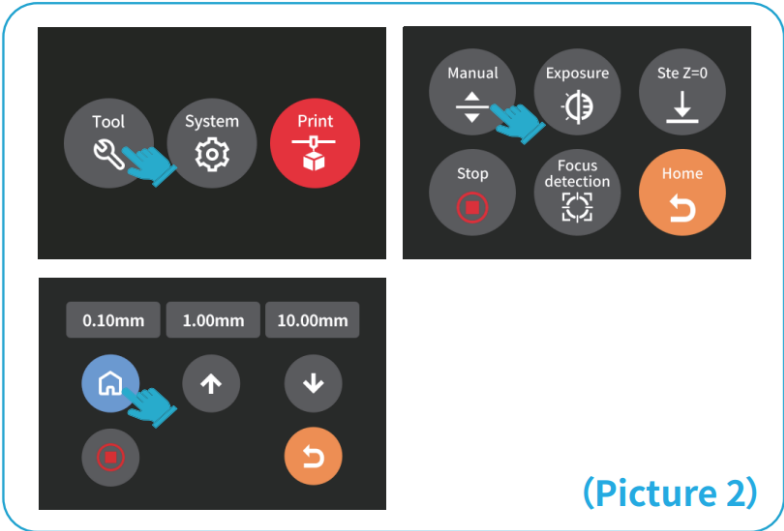 Tool
System
Print
Manual
Exposure
Ste Z=0
Stop
Focus
detection
Home
0.10mm
1.00mm
10.00mm
(Picture 2)